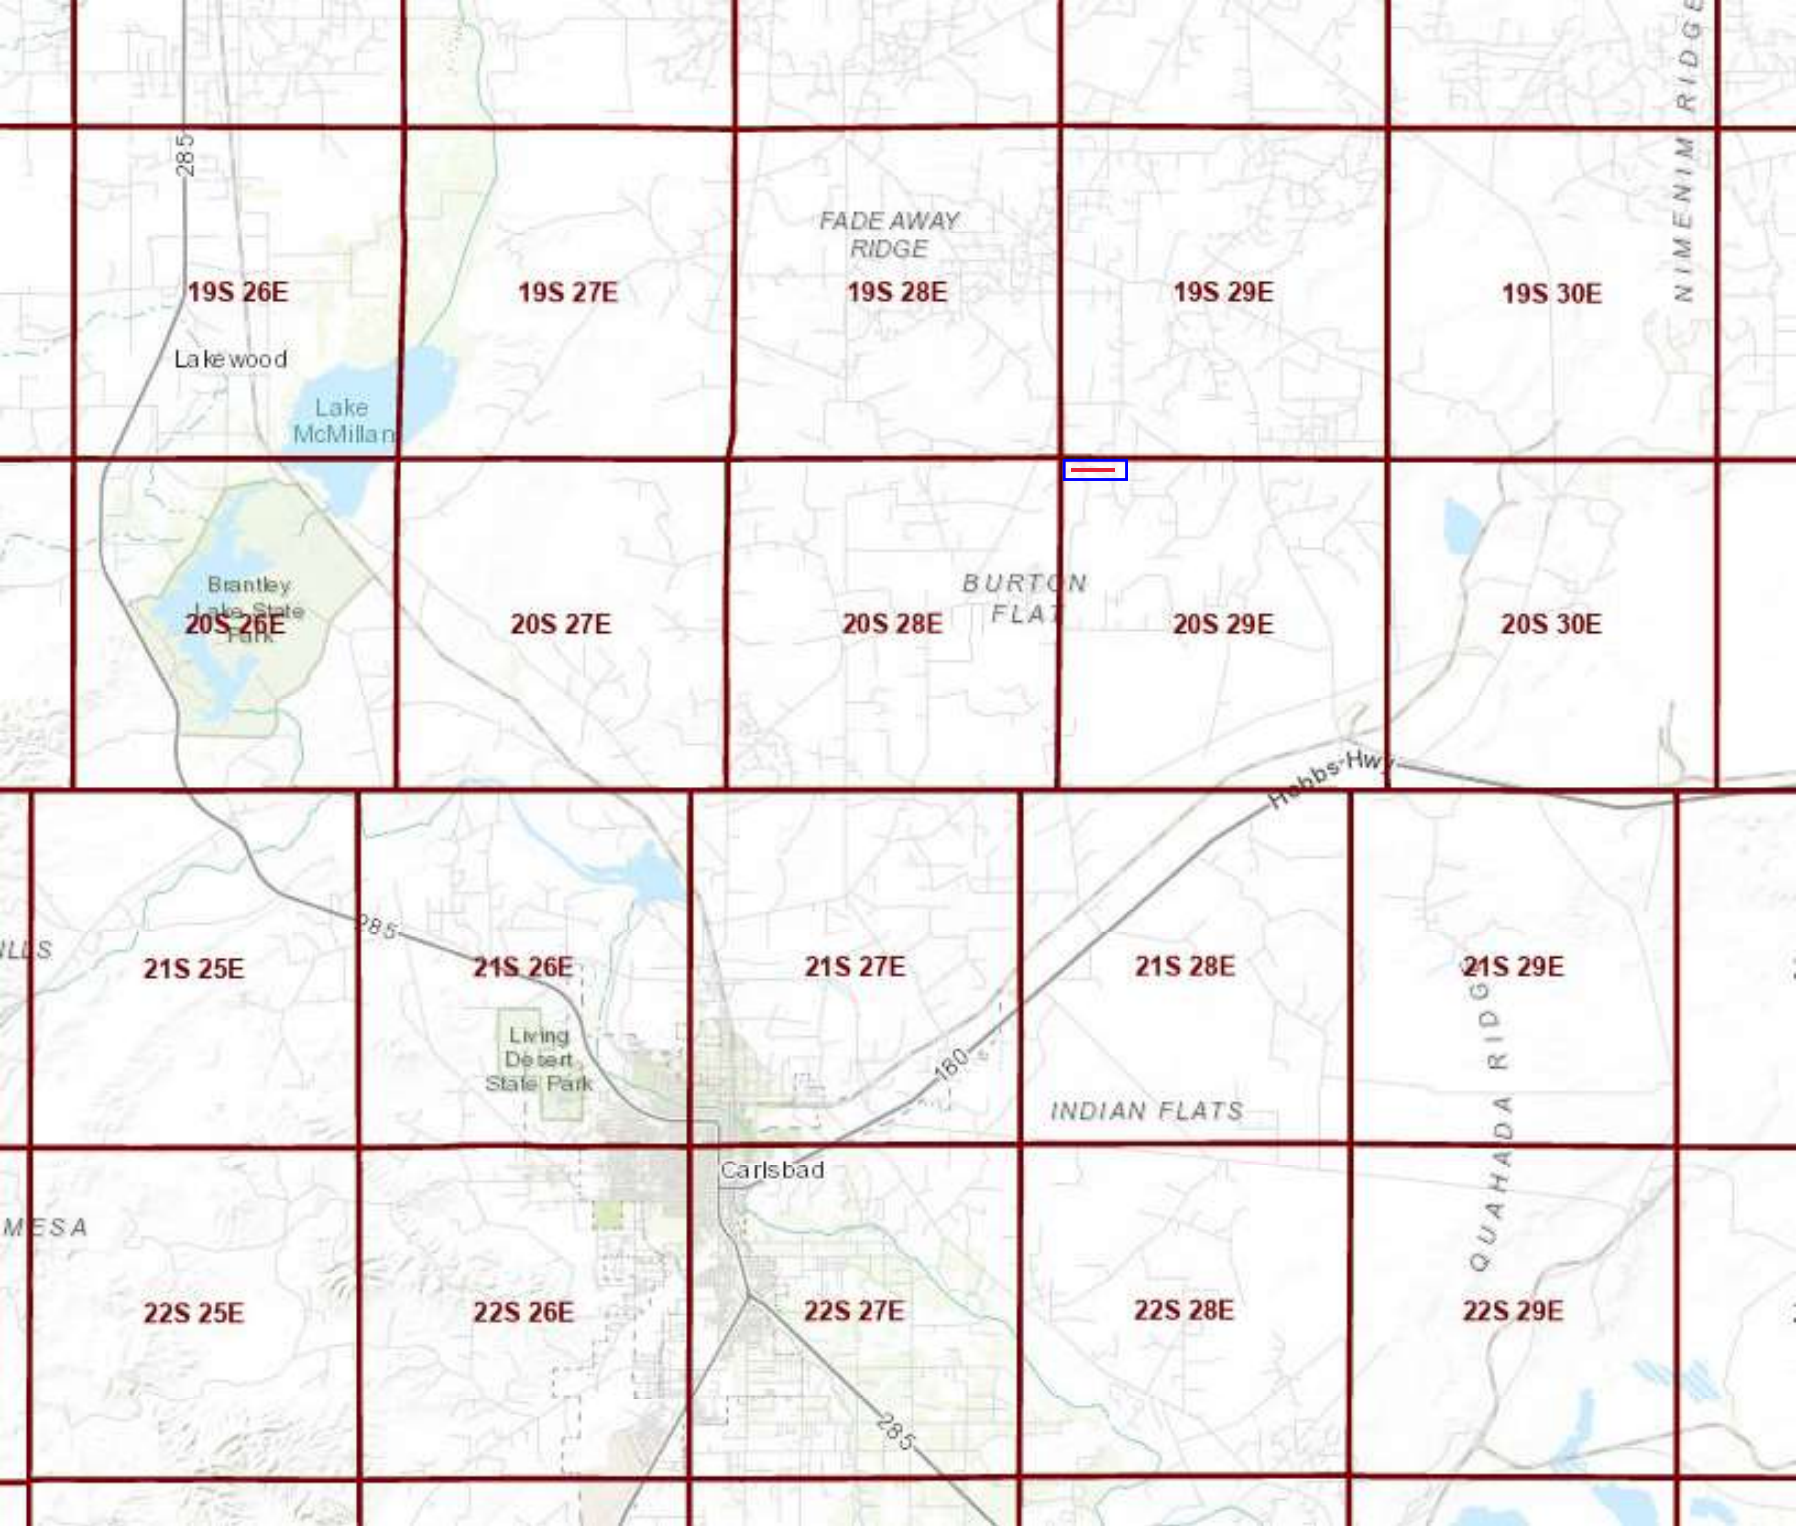 NIMENIM RIDGE
285
FADE AWAY
RIDGE
19S 26E
19S 27E
19S 28E
19S 29E
19S 30E
Lakewood
Lake
McMillan
Brantley
Lake State
Park
BURTON
FLAT
20S 26E
20S 27E
20S 28E
20S 29E
20S 30E
Hobbs-Hwy
285
21S 25E
21S 26E
21S 27E
21S 28E
21S 29E
QUAHADA RIDGE
Living
Desert
State Park
180
INDIAN FLATS
Carlsbad
MESA
22S 25E
22S 26E
22S 27E
22S 28E
22S 29E
285